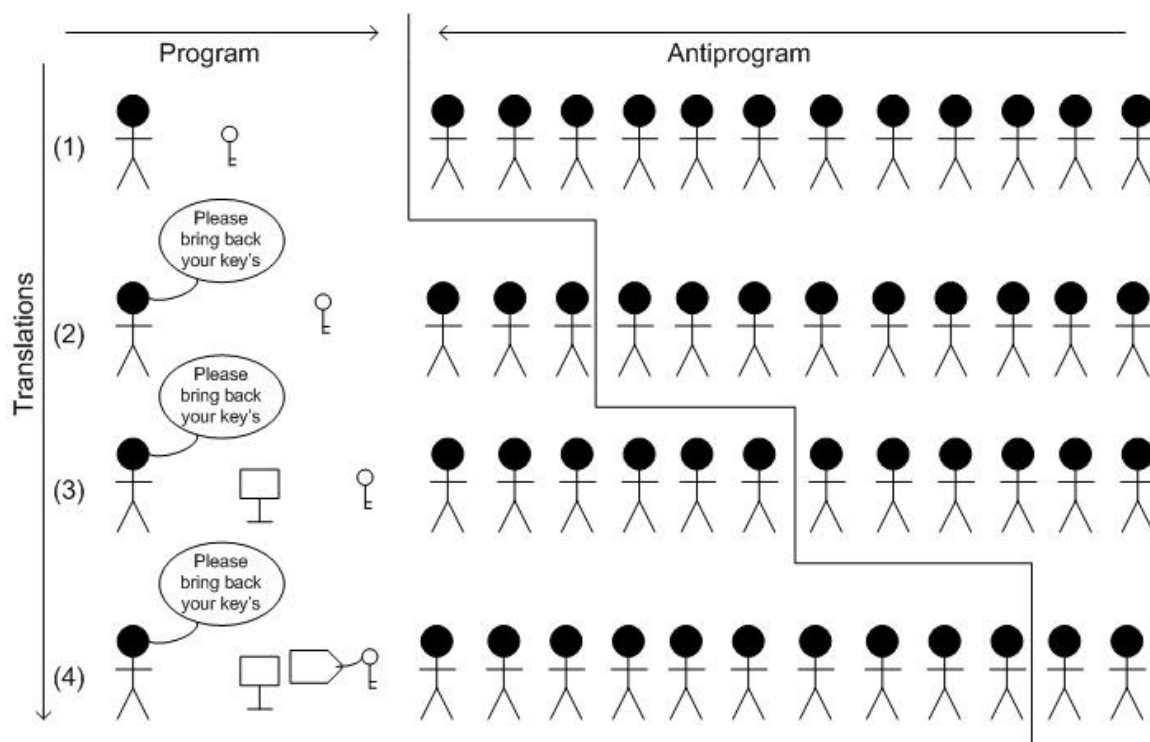 Program
Antiprogram
Translations
(1)
Please
bring back
your key's
(2)
Please
bring back
your key's
(3)
Please
bring back
your key's
(4)